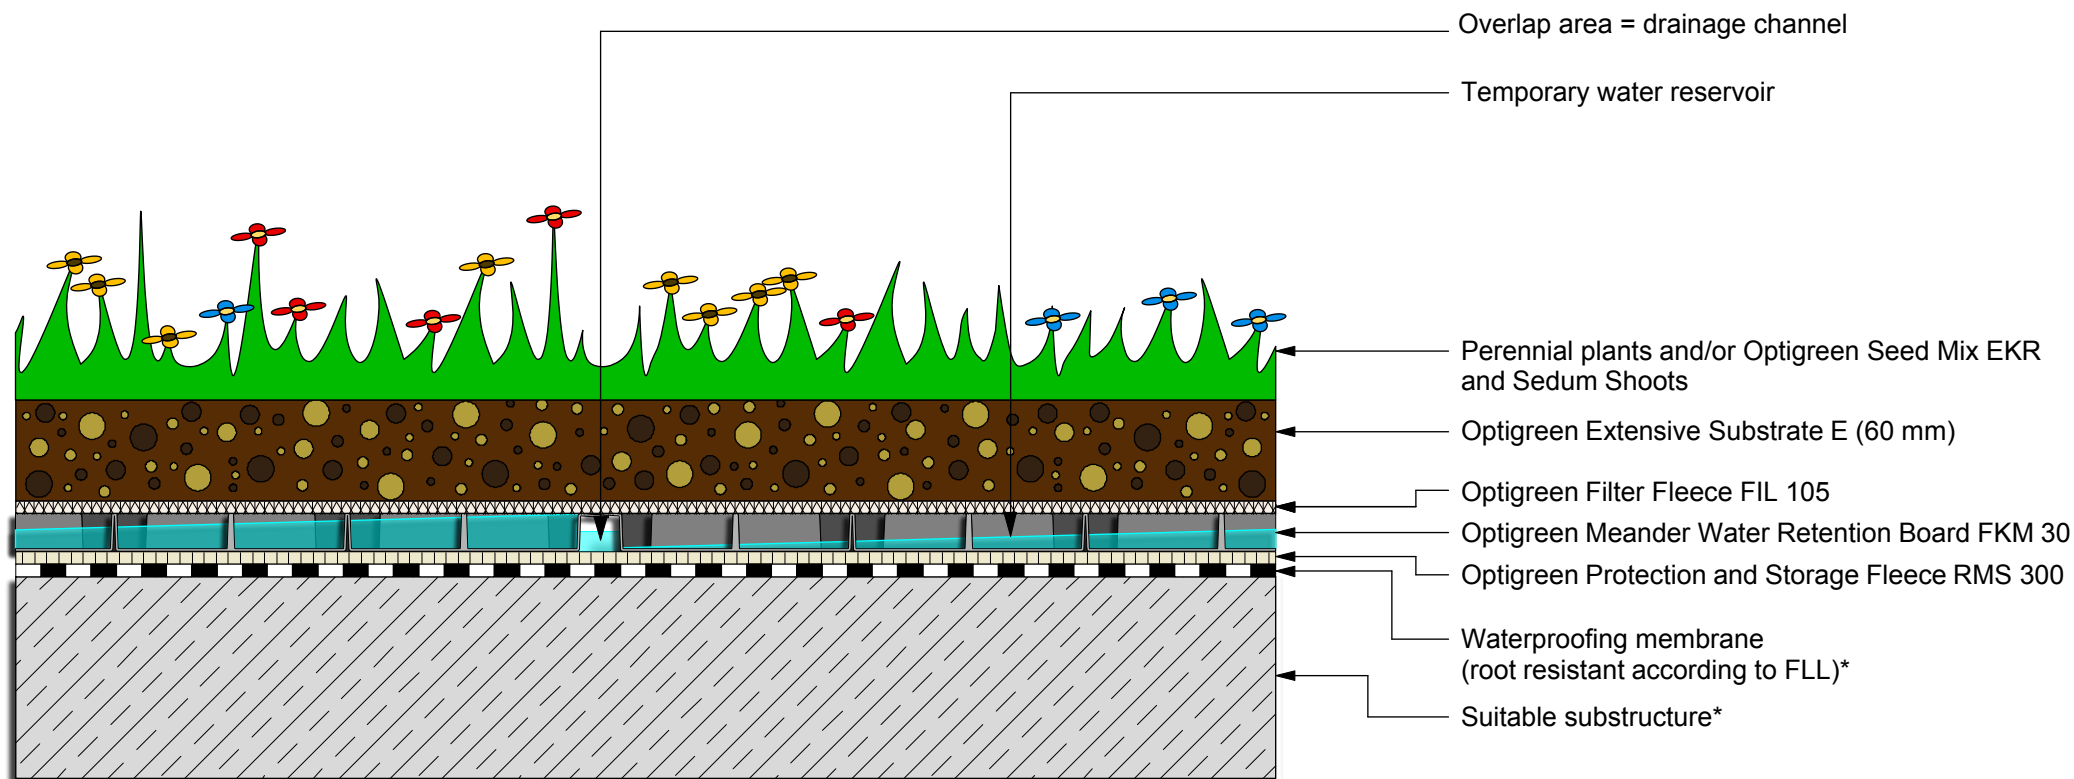 Overlap area = drainage channel
Temporary water reservoir
Perennial plants and/or Optigreen Seed Mix EKR
and Sedum Shoots
Optigreen Extensive Substrate E (60 mm)
Optigreen Filter Fleece FIL 105
Optigreen Meander Water Retention Board FKM 30
Optigreen Protection and Storage Fleece RMS 300
Waterproofing membrane
(root resistant according to FLL)*
Suitable substructure*